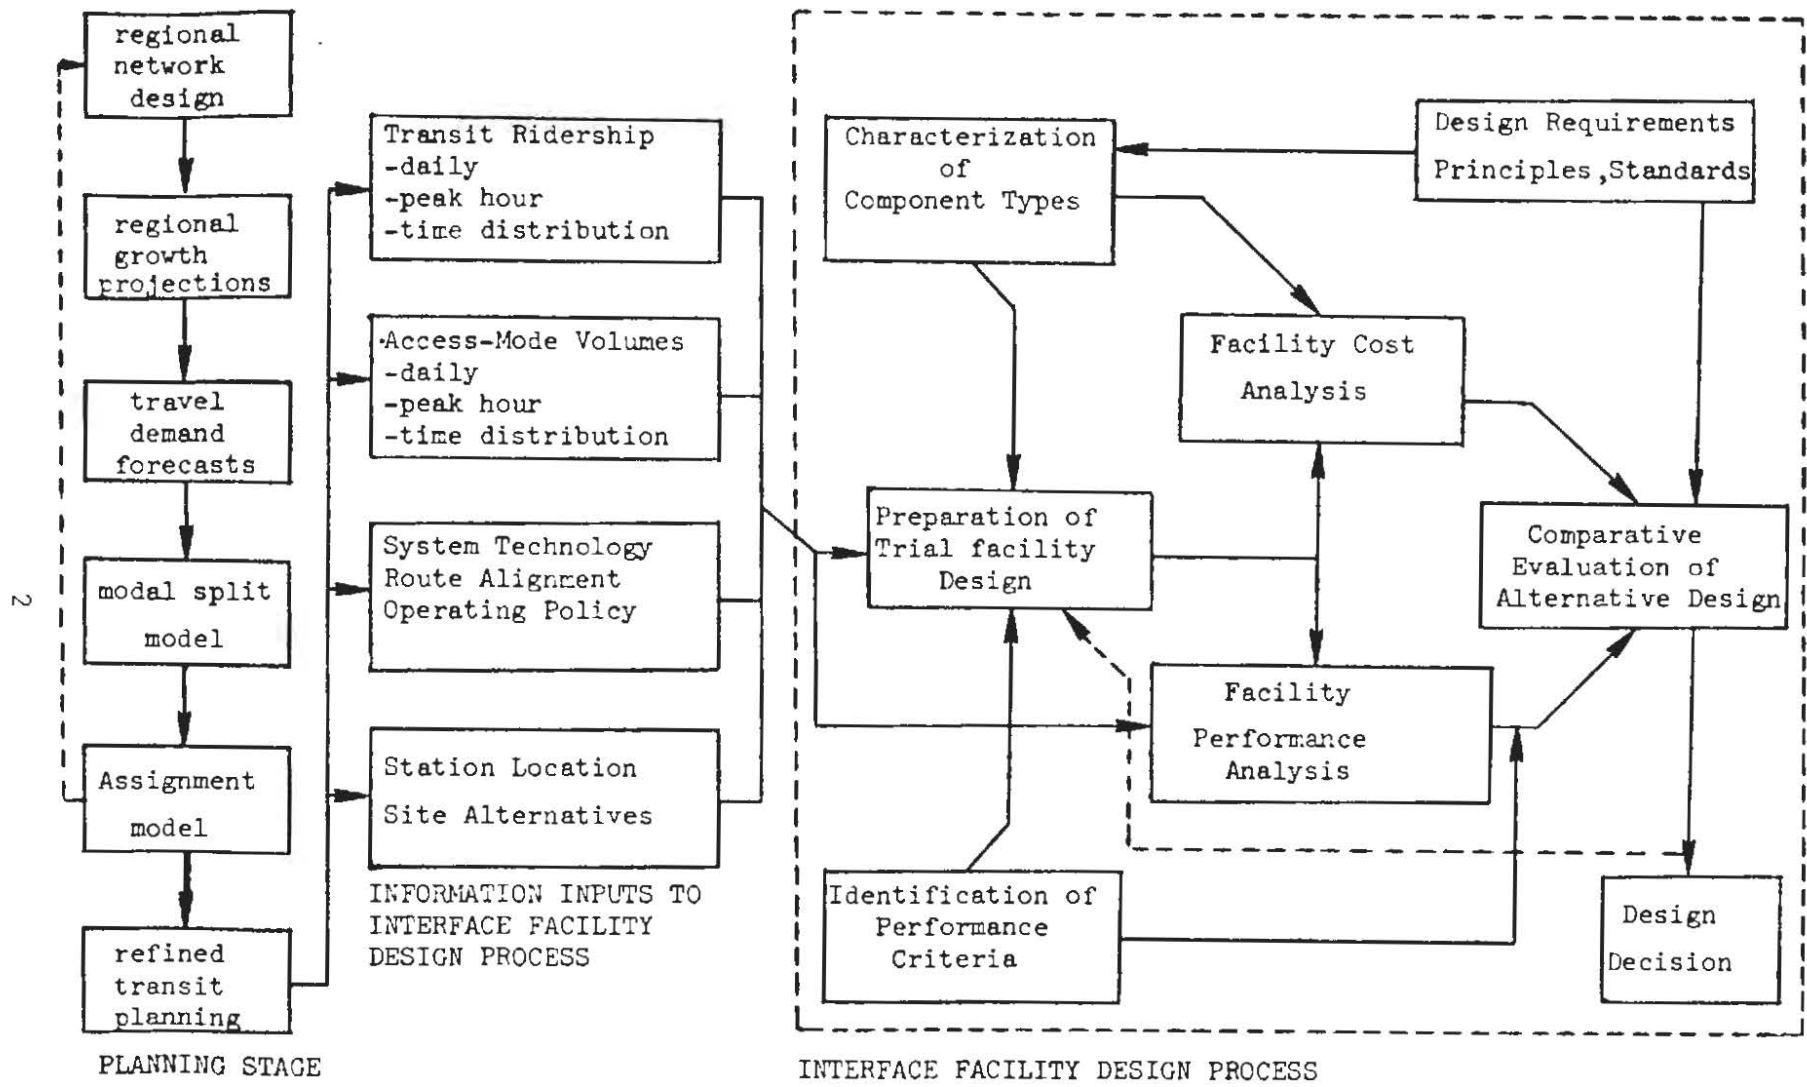 regional
network
design
regional
growth
projections
travel
demand
forecasts
modal split
model
Assignment
model
refined
transit
planning
PLANNING STAGE
2
Transit Ridership
-daily
-peak hour
-time distribution
Access-Mode Volumes
-daily
-peak hour
-time distribution
System Technology
Route Alignment
Operating Policy
Station Location
Site Alternatives
INFORMATION INPUTS TO
INTERFACE FACILITY
DESIGN PROCESS
Characterization
of
Component Types
Design Requirements
Principles,Standards
Facility Cost
Analysis
Preparation of
Trial facility
Design
Comparative
Evaluation of
Alternative Design
Facility
Performance
Analysis
Identification of
Performance
Criteria
Design
Decision
INTERFACE FACILITY DESIGN PROCESS